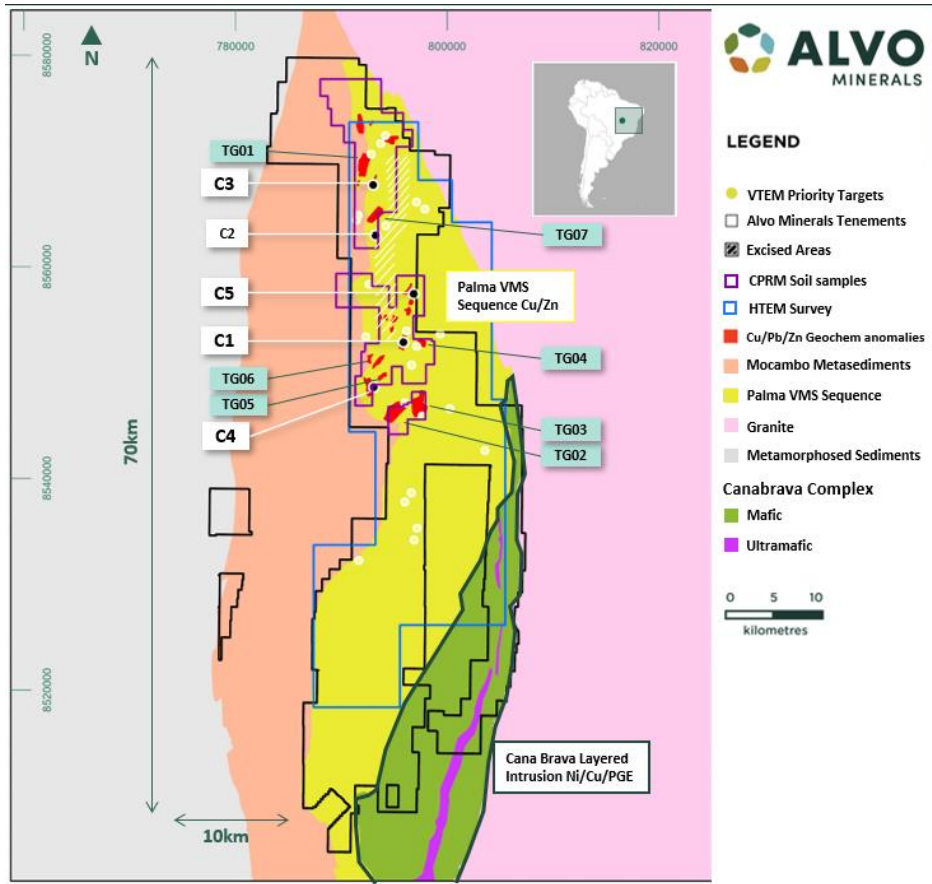 780000
800000
820000
8580000
8560000
8540000
8520000
N
TG01
C3
C2
TG07
C5
Palma VMS
Sequence Cu/Zn
C1
TG04
TG06
TG05
C4
TG03
TG02
70km
10km
Cana Brava Layered
Intrusion Ni/Cu/PGE
ALVO
MINERALS
LEGEND
VTEM Priority Targets
Alvo Minerals Tenements
Excised Areas
CPRM Soil samples
HTEM Survey
Cu/Pb/Zn Geochem anomalies
Mocambo Metasediments
Palma VMS Sequence
Granite
Metamorphosed Sediments
Canabrava Complex
Mafic
Ultramafic
0 5 10
kilometres